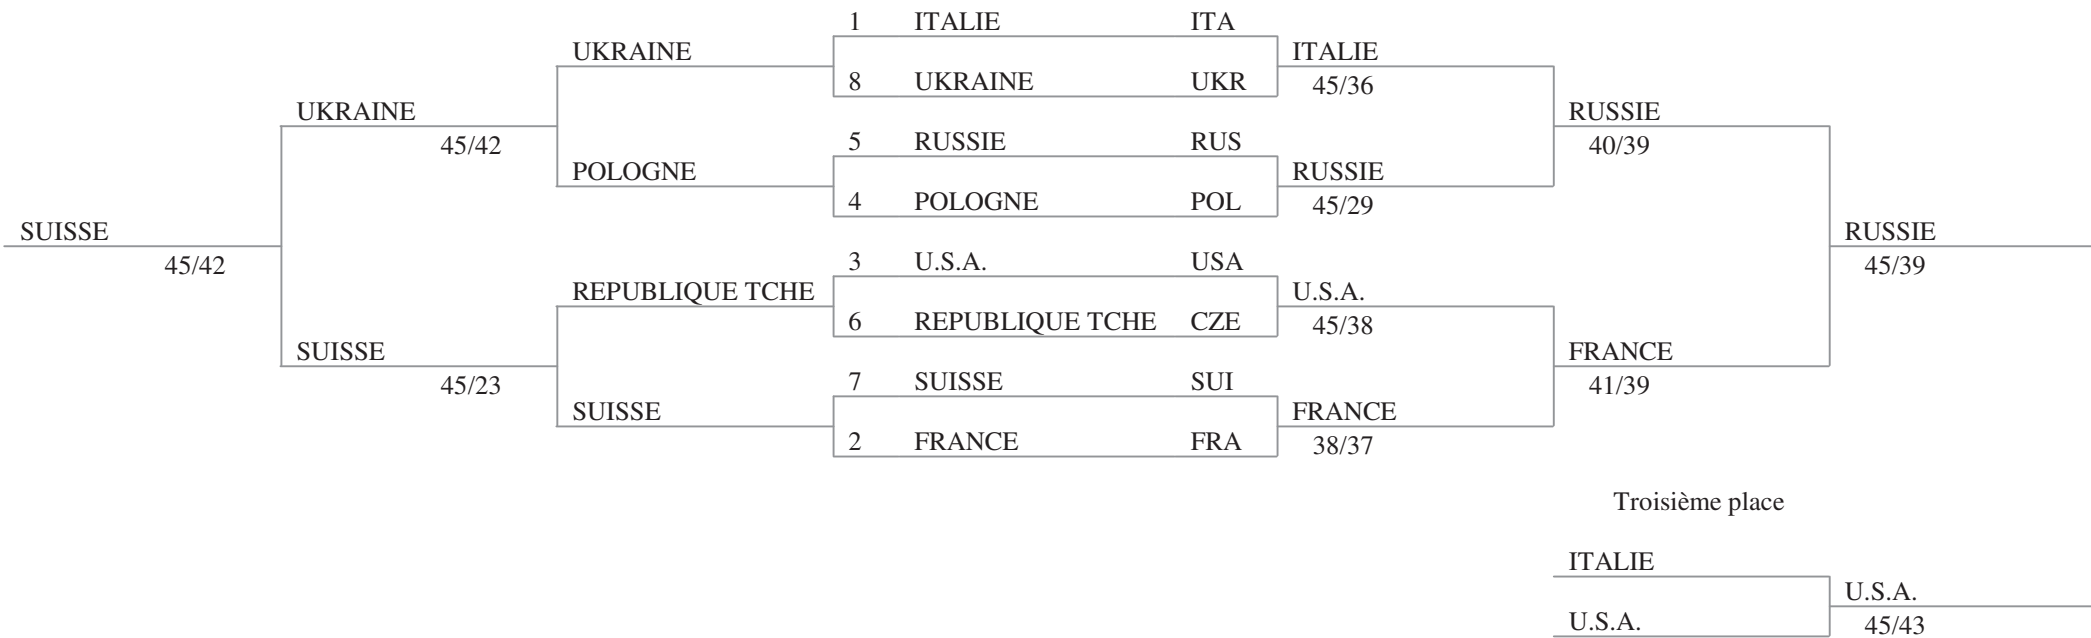 1 ITALIE ITA
UKRAINE ITALIE
8 UKRAINE UKR 45/36
UKRAINE RUSSIE
45/42 5 RUSSIE RUS 40/39
POLOGNE RUSSIE
4 POLOGNE POL 45/29
SUISSE RUSSIE
45/42 3 U.S.A. USA 45/39
REPUBLIQUE TCHE U.S.A.
6 REPUBLIQUE TCHE CZE 45/38
SUISSE FRANCE
45/23 7 SUISSE SUI 41/39
SUISSE FRANCE
2 FRANCE FRA 38/37
Troisième place
ITALIE
U.S.A.
U.S.A. 45/43